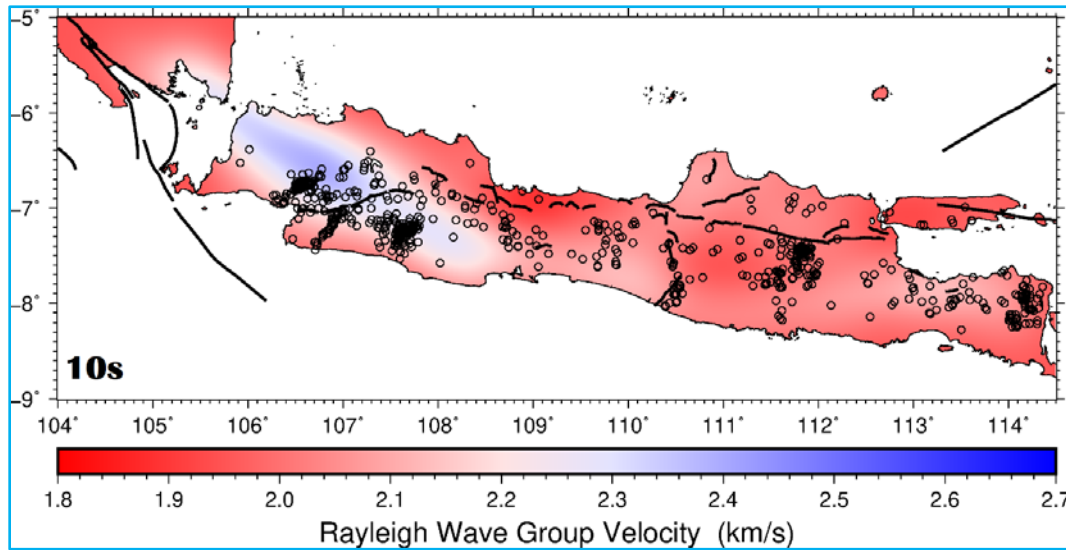 −5˚
−6˚
−7˚
−8˚
−9˚
10s
104˚ 105˚ 106˚ 107˚ 108˚ 109˚ 110˚ 111˚ 112˚ 113˚ 114˚
1.8 1.9 2.0 2.1 2.2 2.3 2.4 2.5 2.6 2.7
Rayleigh Wave Group Velocity (km/s)